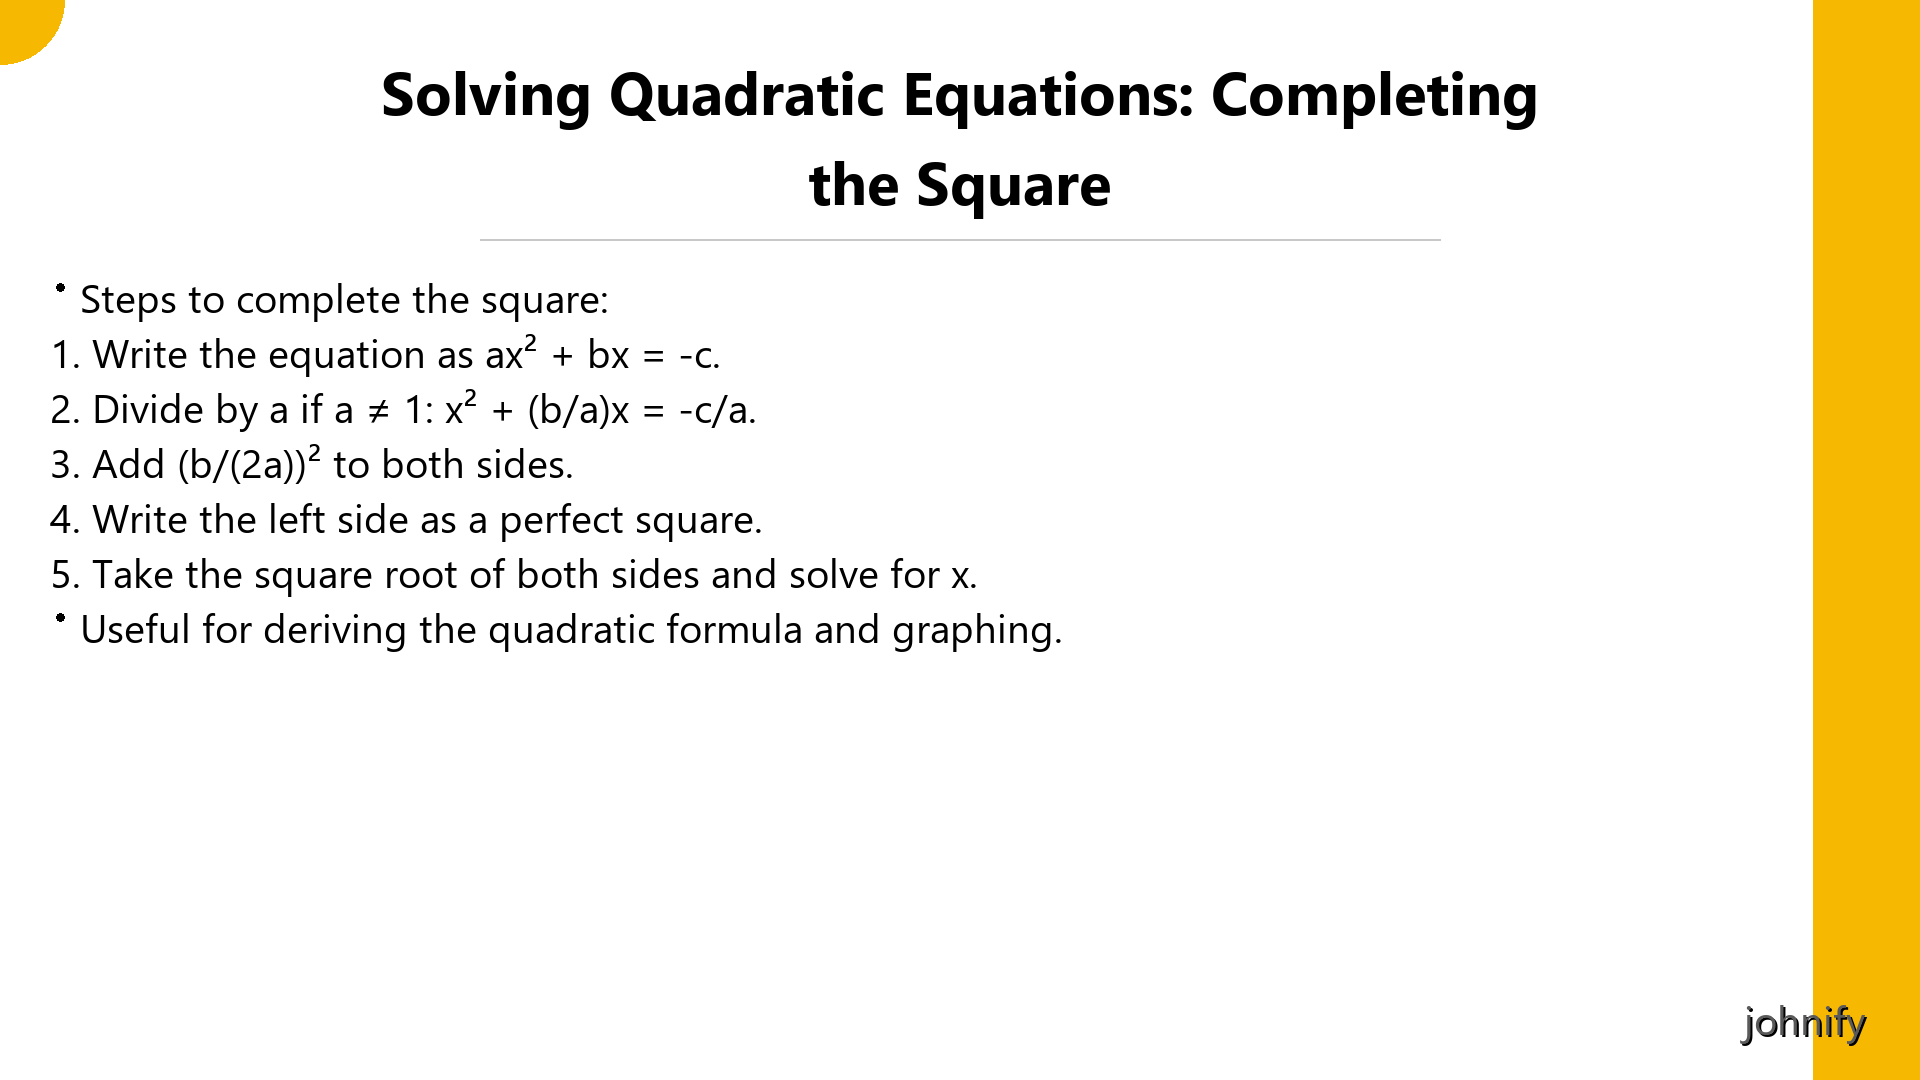 Solving Quadratic Equations: Completing
the Square
• Steps to complete the square:
1. Write the equation as ax² + bx = -c.
2. Divide by a if a ≠ 1: x² + (b/a)x = -c/a.
3. Add (b/(2a))² to both sides.
4. Write the left side as a perfect square.
5. Take the square root of both sides and solve for x.
• Useful for deriving the quadratic formula and graphing.
johnify